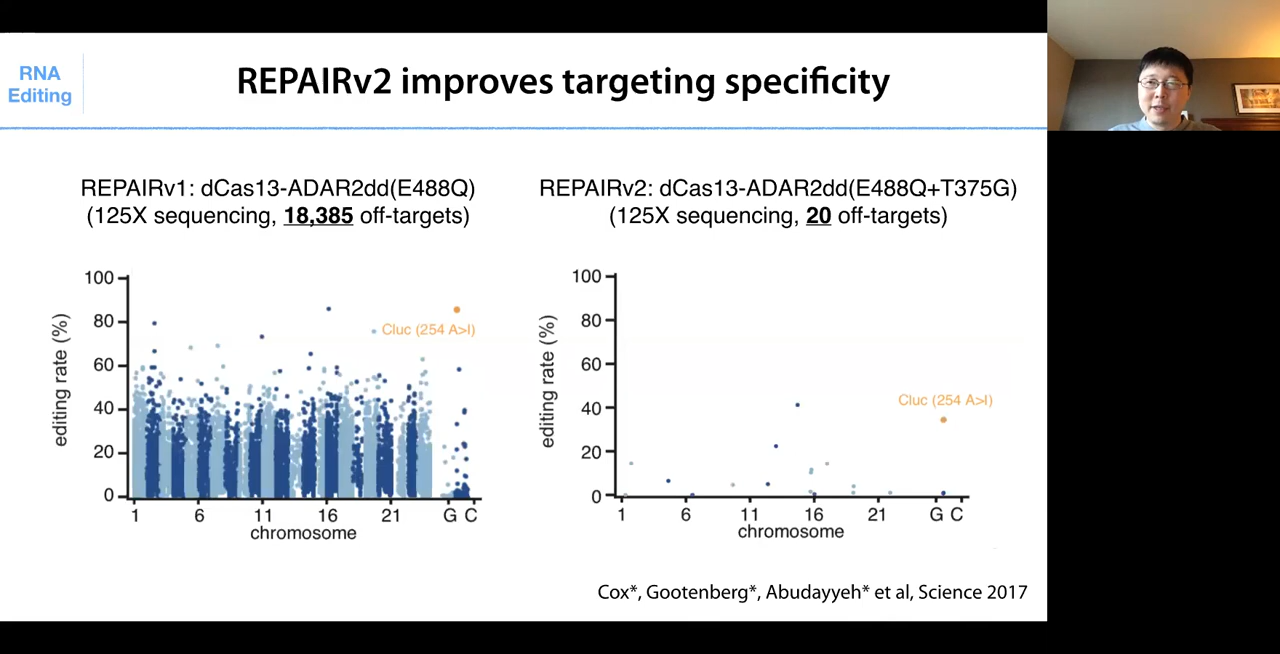 RNA
Editing
REPAIRv2 improves targeting specificity
REPAIRv1: dCas13-ADAR2dd(E488Q)
(125X sequencing, 18,385 off-targets)
100
80
60
40
20
0
editing rate (%)
Cluc (254 A>I)
1 6 11 16 21 G C
chromosome
REPAIRv2: dCas13-ADAR2dd(E488Q+T375G)
(125X sequencing, 20 off-targets)
100
80
60
40
20
0
editing rate (%)
Cluc (254 A>I)
1 6 11 16 21 G C
chromosome
Cox*, Gootenberg*, Abudayyeh* et al, Science 2017